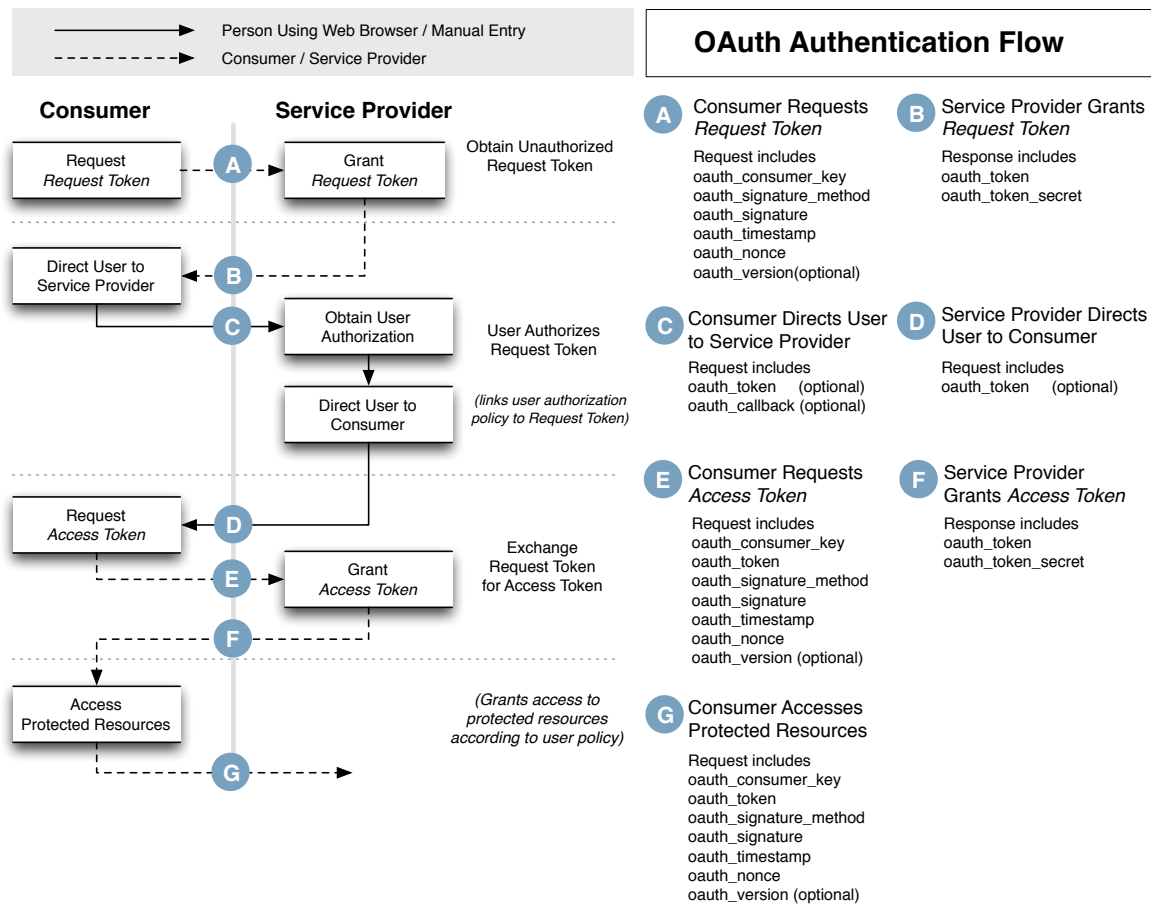 Person Using Web Browser / Manual Entry
Consumer / Service Provider
OAuth Authentication Flow
Consumer
Service Provider
Request
Request Token
A
Grant
Request Token
Obtain Unauthorized
Request Token
Direct User to
Service Provider
B
C
Obtain User
Authorization
User Authorizes
Request Token
Direct User to
Consumer
(links user authorization
policy to Request Token)
Request
Access Token
D
E
Grant
Access Token
Exchange
Request Token
for Access Token
F
Access
Protected Resources
(Grants access to
protected resources
according to user policy)
G
A
Consumer Requests
Request Token
Request includes
oauth_consumer_key
oauth_signature_method
oauth_signature
oauth_timestamp
oauth_nonce
oauth_version(optional)
B
Service Provider Grants
Request Token
Response includes
oauth_token
oauth_token_secret
C
Consumer Directs User
to Service Provider
Request includes
oauth_token (optional)
oauth_callback (optional)
D
Service Provider Directs
User to Consumer
Request includes
oauth_token (optional)
E
Consumer Requests
Access Token
Request includes
oauth_consumer_key
oauth_token
oauth_signature_method
oauth_signature
oauth_timestamp
oauth_nonce
oauth_version (optional)
F
Service Provider
Grants Access Token
Response includes
oauth_token
oauth_token_secret
G
Consumer Accesses
Protected Resources
Request includes
oauth_consumer_key
oauth_token
oauth_signature_method
oauth_signature
oauth_timestamp
oauth_nonce
oauth_version (optional)